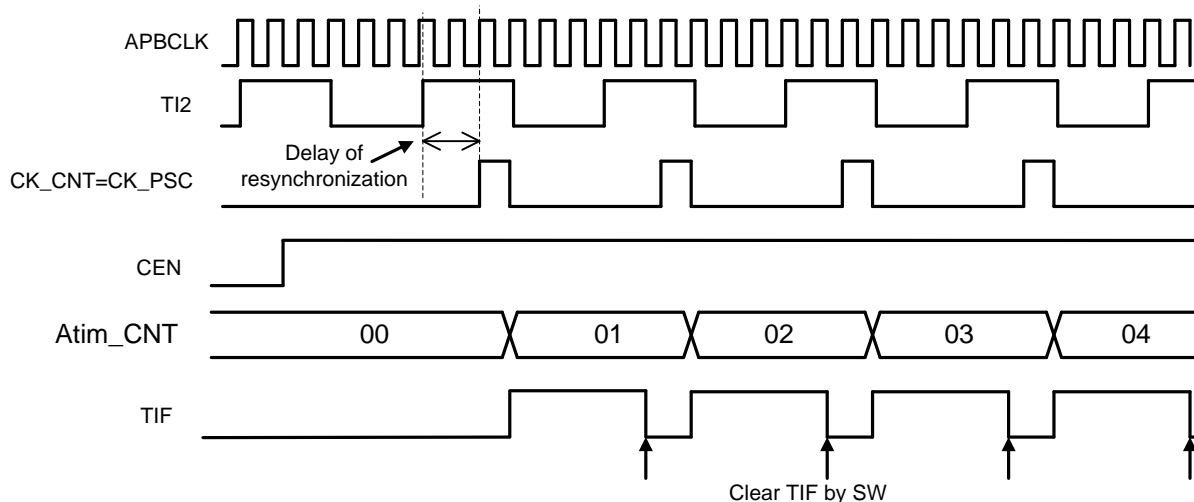 APBCLK
TI2
Delay of
resynchronization
CK_CNT=CK_PSC
CEN
Atim_CNT
00
01
02
03
04
TIF
Clear TIF by SW